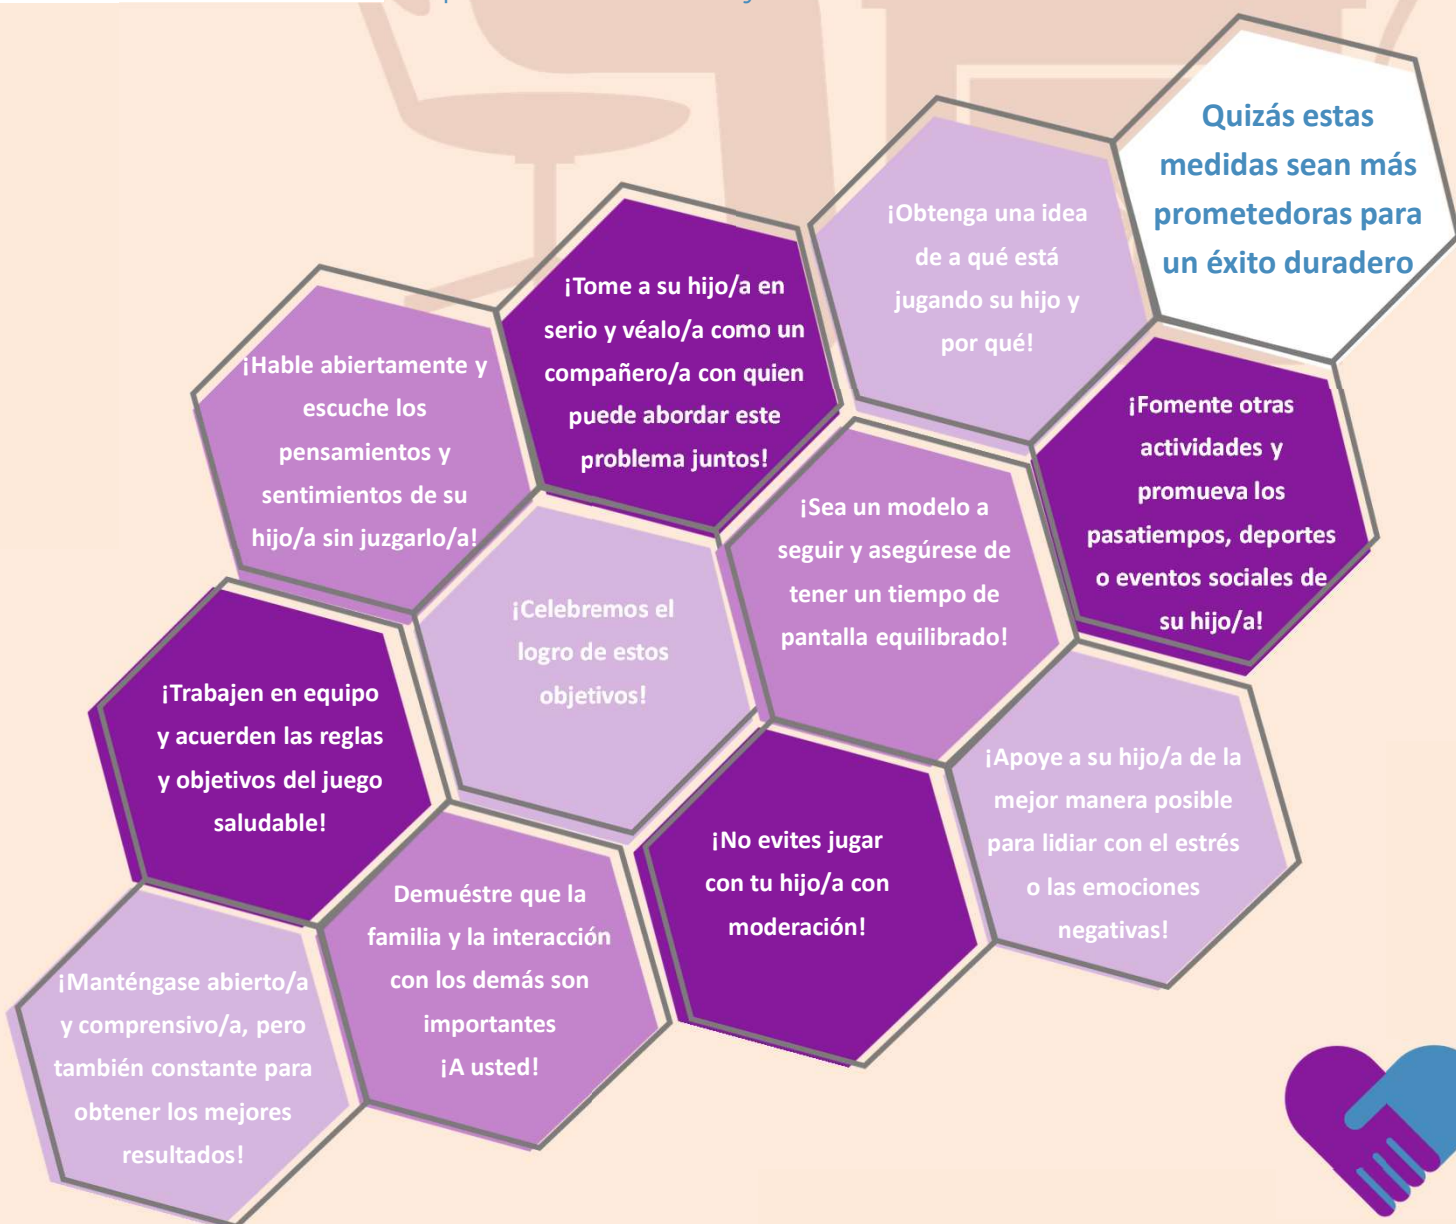 Quizás estas
medidas sean más
prometedoras para
un éxito duradero
¡Obtenga una idea
de a qué está
jugando su hijo y
por qué!
¡Tome a su hijo/a en
serio y véalo/a como un
compañero/a con quien
puede abordar este
problema juntos!
¡Hable abiertamente y
escuche los
pensamientos y
sentimientos de su
hijo/a sin juzgarlo/a!
¡Fomente otras
actividades y
promueva los
pasatiempos, deportes
o eventos sociales de
su hijo/a!
¡Sea un modelo a
seguir y asegúrese de
tener un tiempo de
pantalla equilibrado!
¡Celebremos el
logro de estos
objetivos!
¡Trabajen en equipo
y acuerden las reglas
y objetivos del juego
saludable!
¡Apoye a su hijo/a de la
mejor manera posible
para lidiar con el estrés
o las emociones
negativas!
¡No evites jugar
con tu hijo/a con
moderación!
Demuéstre que la
familia y la interacción
con los demás son
importantes
¡A usted!
¡Manténgase abierto/a
y comprensivo/a, pero
también constante para
obtener los mejores
resultados!